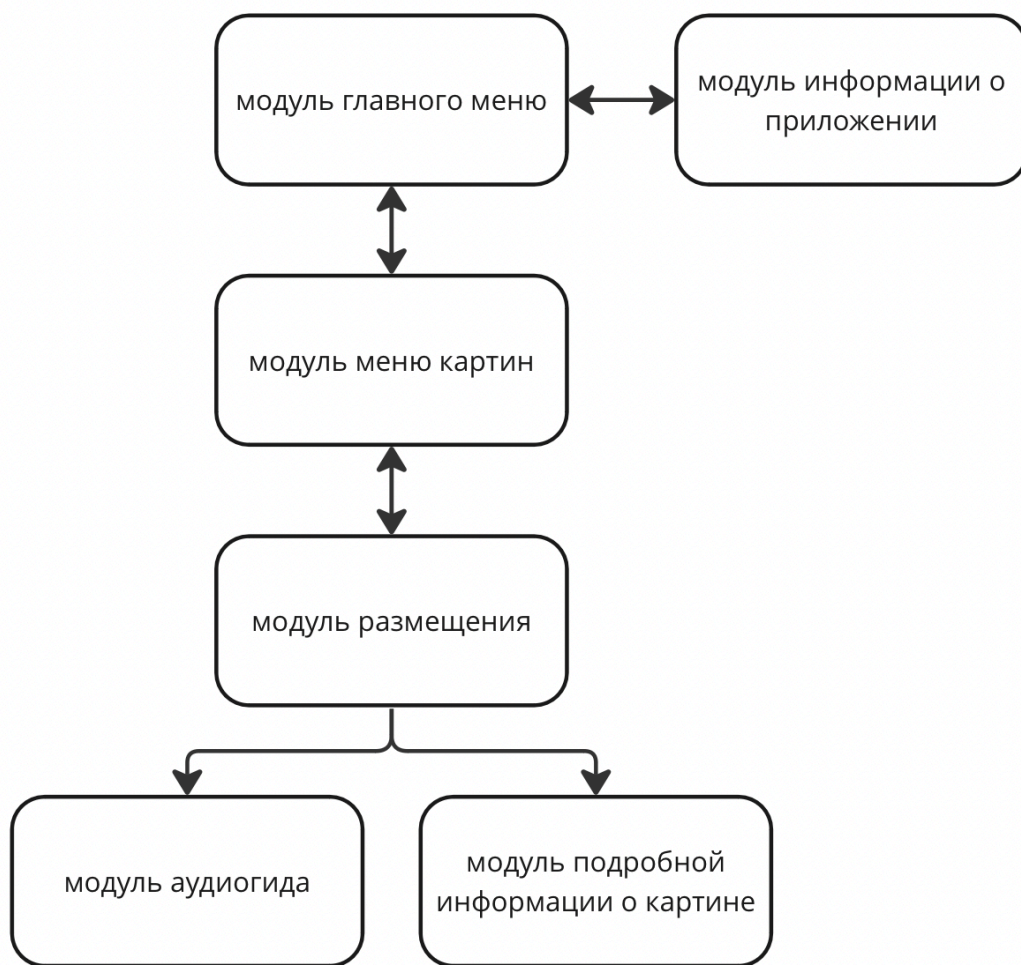 модуль главного меню
модуль информации о
приложении
модуль меню картин
модуль размещения
модуль аудиогида
модуль подробной
информации о картине